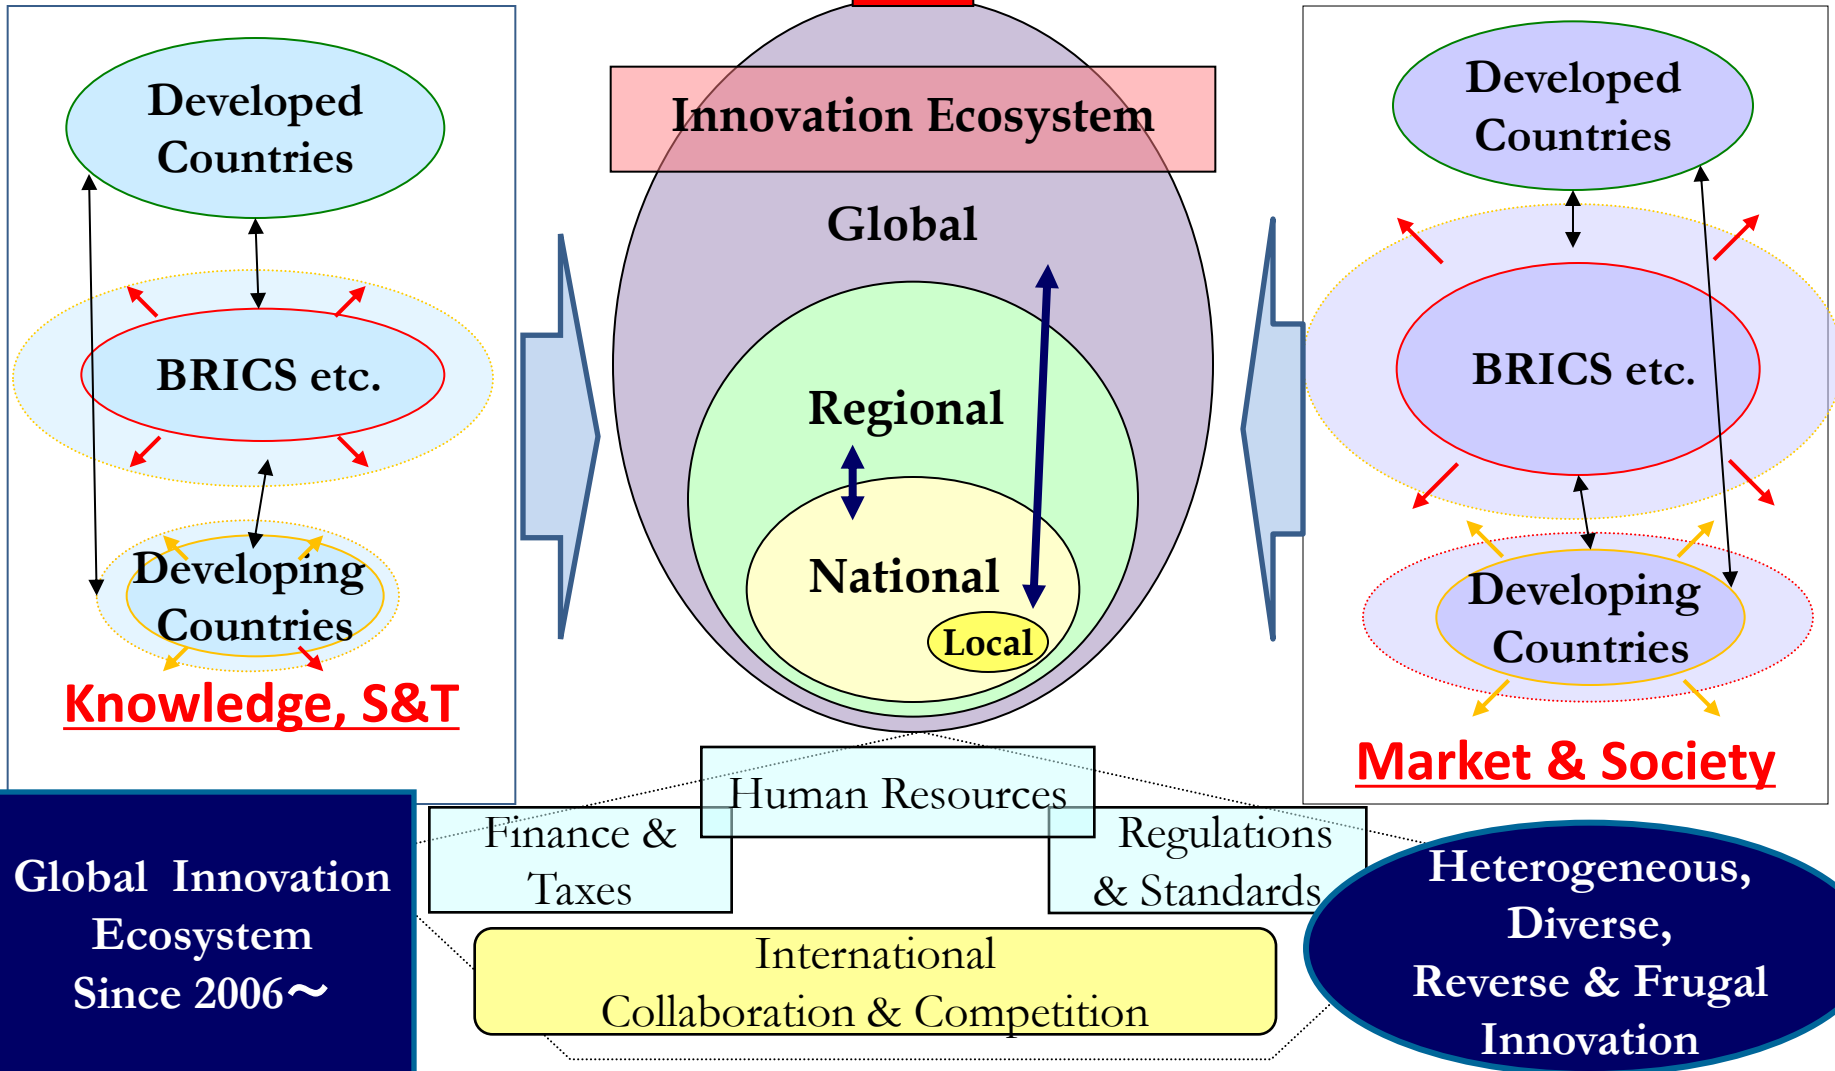 Developed
Countries
BRICS etc.
Developing
Countries
Knowledge, S&T
Innovation Ecosystem
Global
Regional
National
Local
Developed
Countries
BRICS etc.
Developing
Countries
Market & Society
Human Resources
Finance &
Taxes
Regulations
& Standards
International
Collaboration & Competition
Global Innovation
Ecosystem
Since 2006～
Heterogeneous,
Diverse,
Reverse & Frugal
Innovation